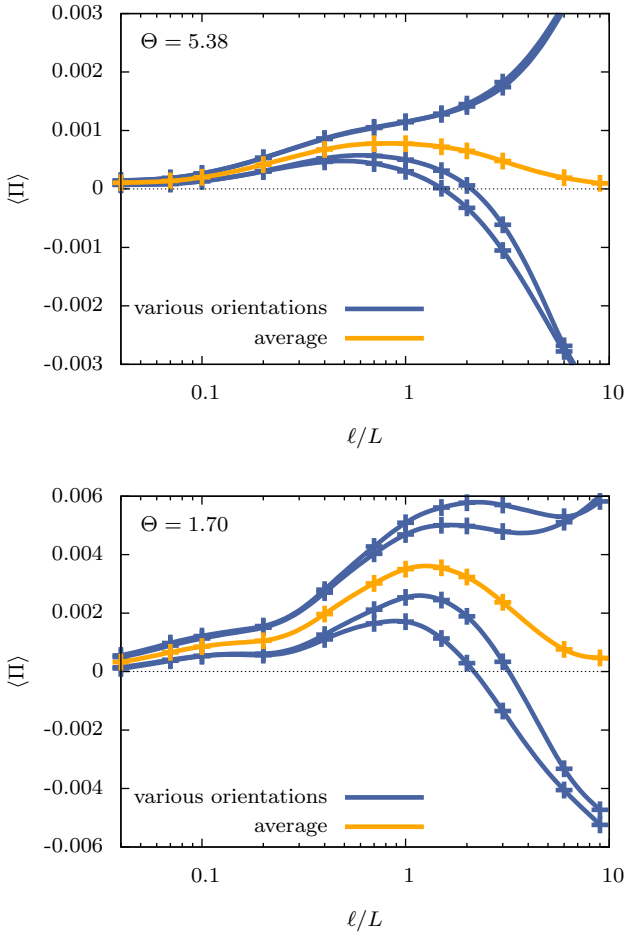 0.003
Θ = 5.38
0.002
0.001
⟨Π⟩
0
-0.001
-0.002
various orientations
average
-0.003
0.1
1
10
ℓ/L
0.006
Θ = 1.70
0.004
0.002
⟨Π⟩
0
-0.002
-0.004
various orientations
average
-0.006
0.1
1
10
ℓ/L